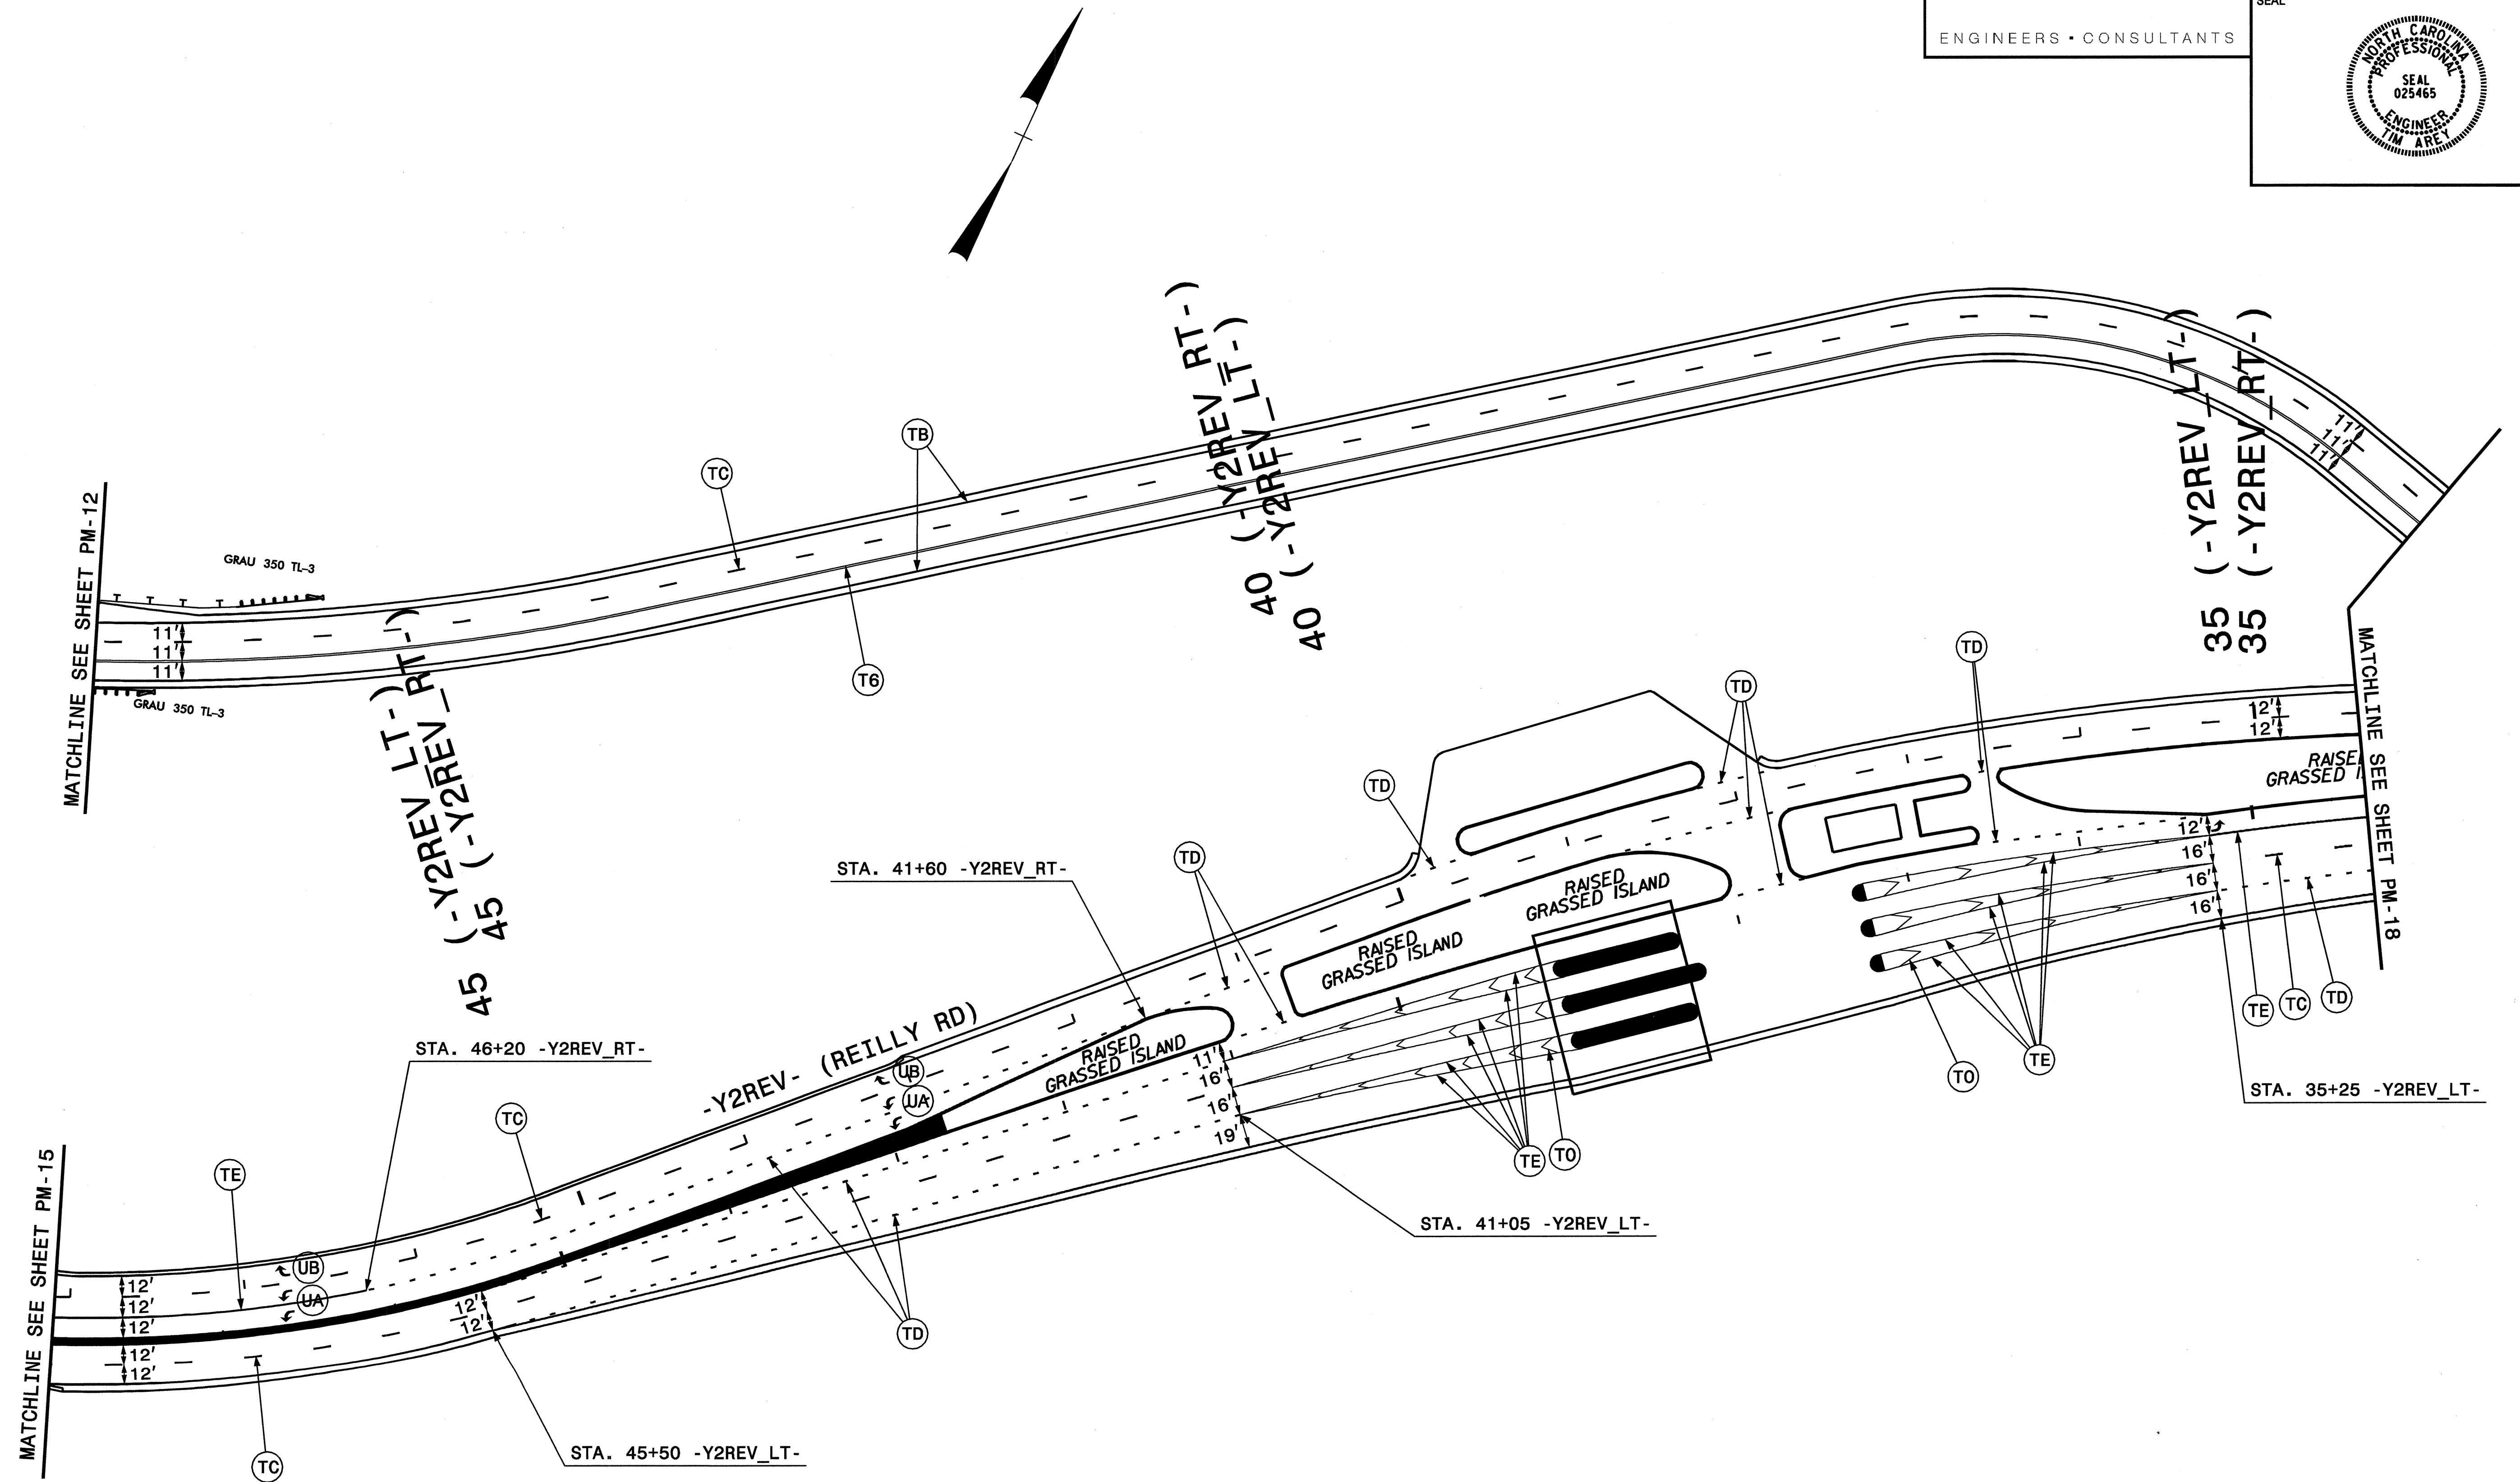 ENGINEERS • CONSULTANTS
SEAL
NORTH CAROLINA
PROFESSIONAL
SEAL
025465
ENGINEER
TIM AREY
MATCHLINE SEE SHEET PM-12
GRAU 350 TL-3
GRAU 350 TL-3
11'
11'
11'
TC
TB
T6
40 (-Y2REV RT-)
40 (-Y2REV_LT-)
35 (-Y2REV_LT-)
35 (-Y2REV_RT-)
11'
11'
11'
45 (-Y2REV LT-)
45 (-Y2REV_RT-)
MATCHLINE SEE SHEET PM-18
TD
TD
TD
TD
12'
12'
RAISE
GRASSED I
RAISED
GRASSED ISLAND
RAISED
GRASSED ISLAND
RAISED
GRASSED ISLAND
STA. 41+60 -Y2REV_RT-
12'
16'
16'
16'
TE
TC
TD
TE
TO
STA. 35+25 -Y2REV_LT-
STA. 46+20 -Y2REV_RT-
-Y2REV- (REILLY RD)
UB
UA
11'
16'
16'
19'
TE
TO
STA. 41+05 -Y2REV_LT-
MATCHLINE SEE SHEET PM-15
TE
TC
UB
UA
12'
12'
12'
12'
12'
12'
12'
TD
TC
STA. 45+50 -Y2REV_LT-